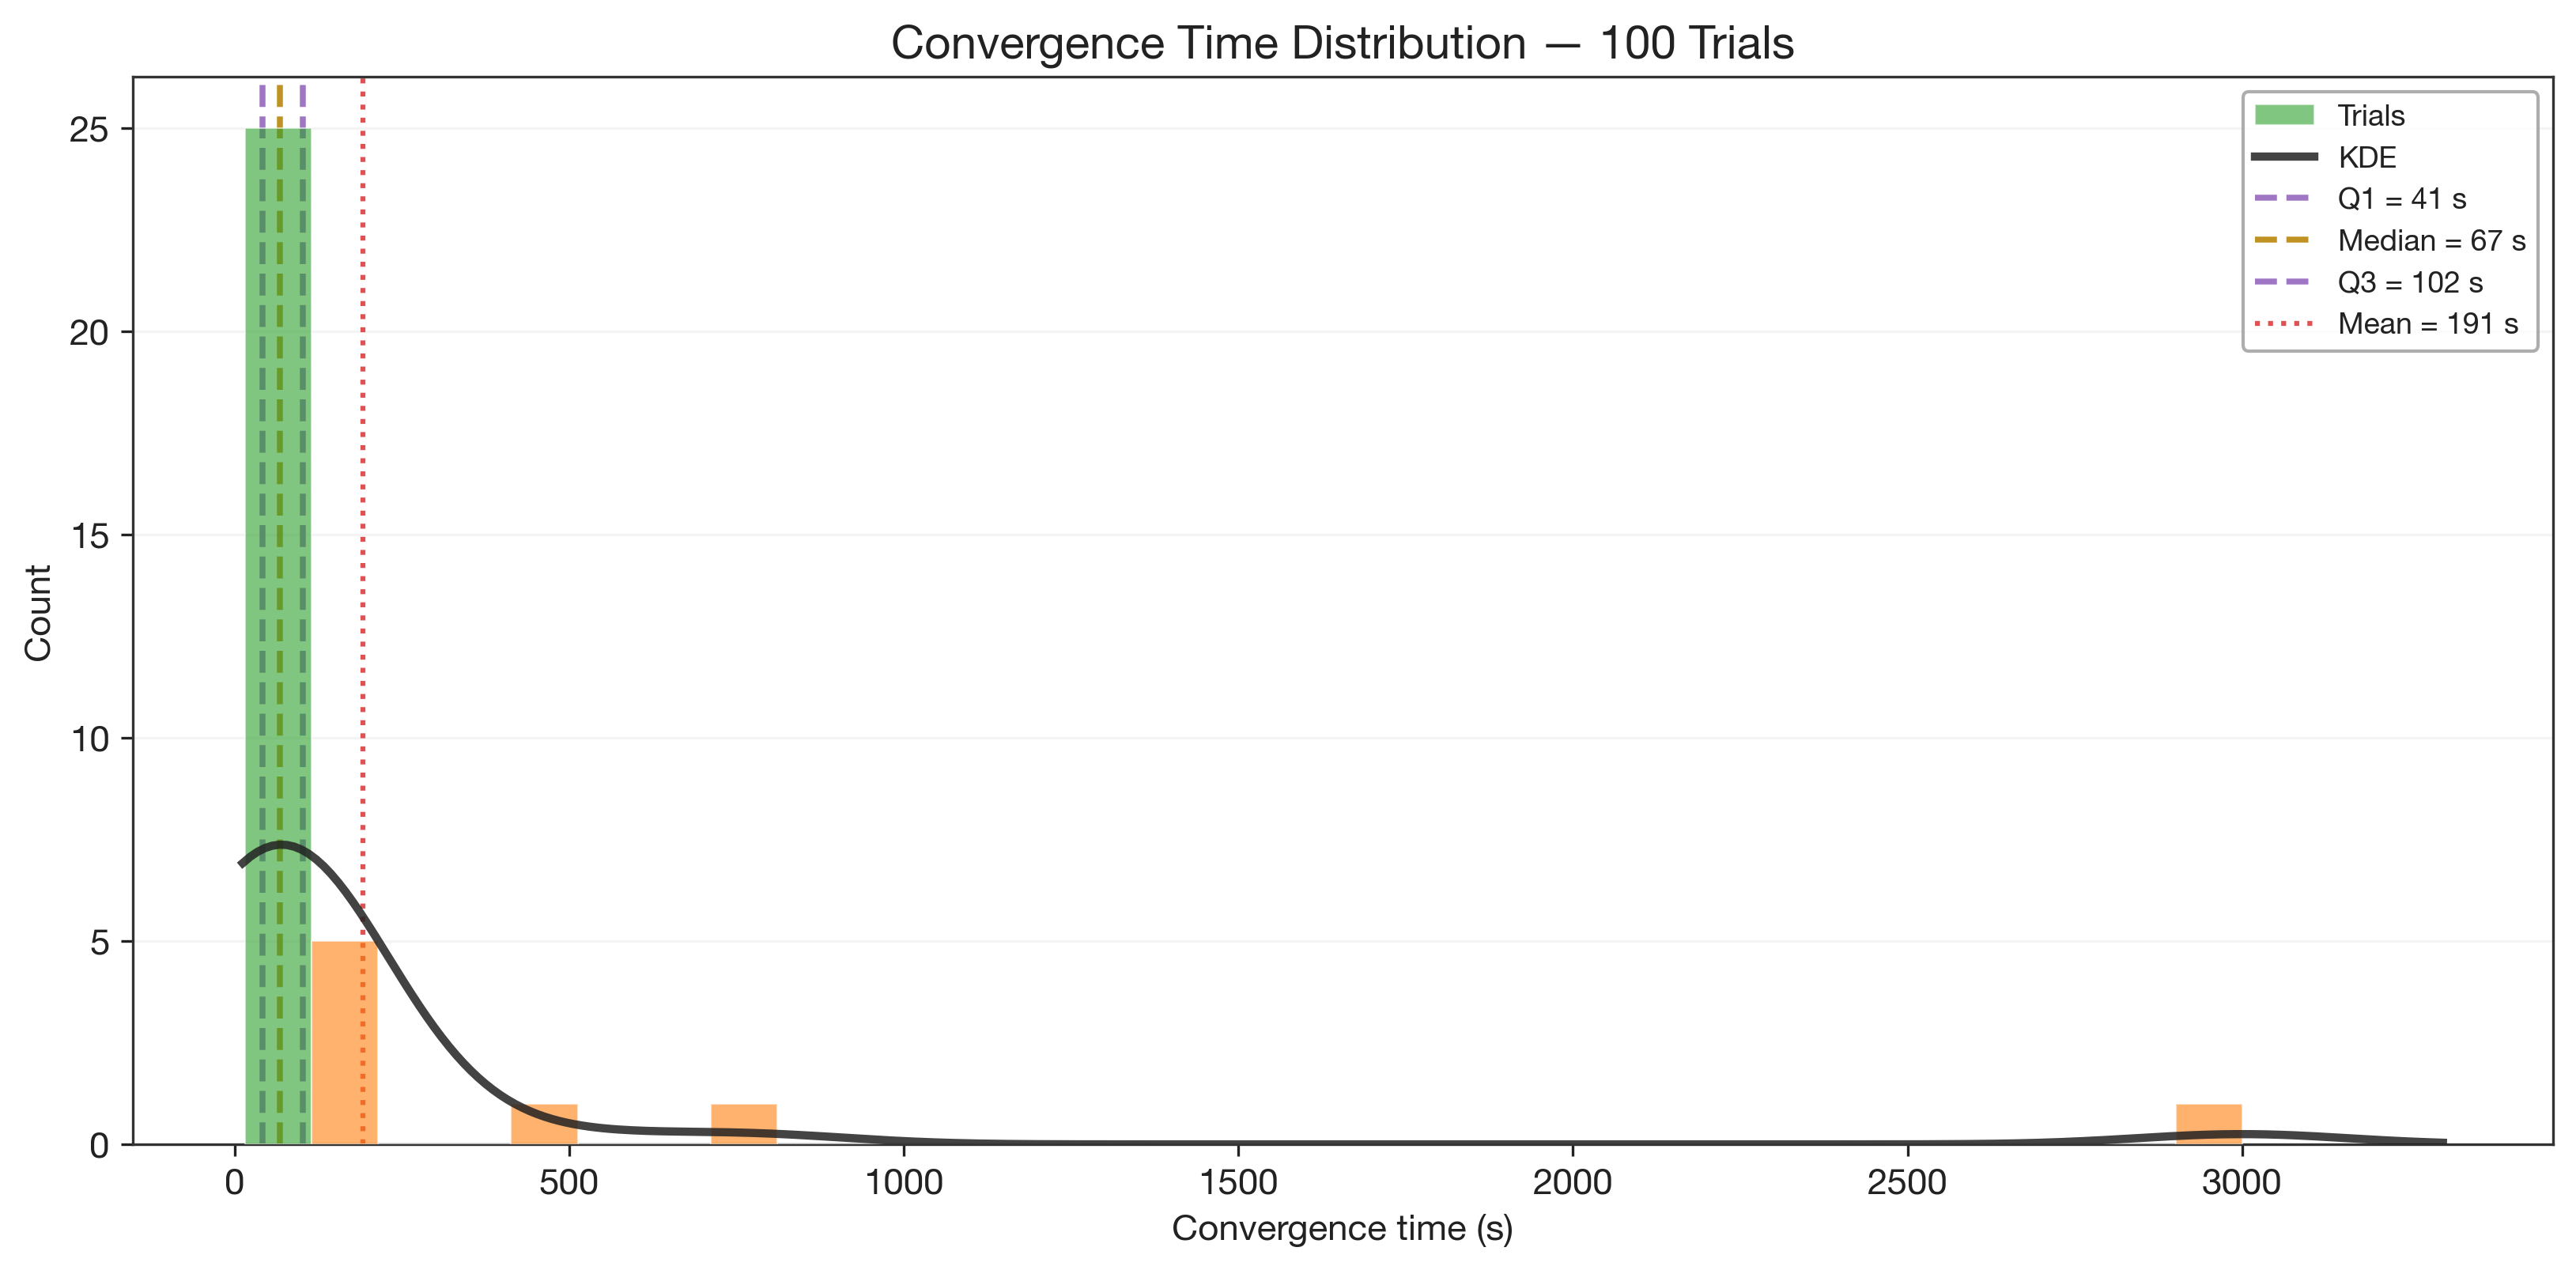 Convergence Time Distribution — 100 Trials
25
20
15
10
5
0
Count
Trials
KDE
Q1 = 41 s
Median = 67 s
Q3 = 102 s
Mean = 191 s
0 500 1000 1500 2000 2500 3000
Convergence time (s)